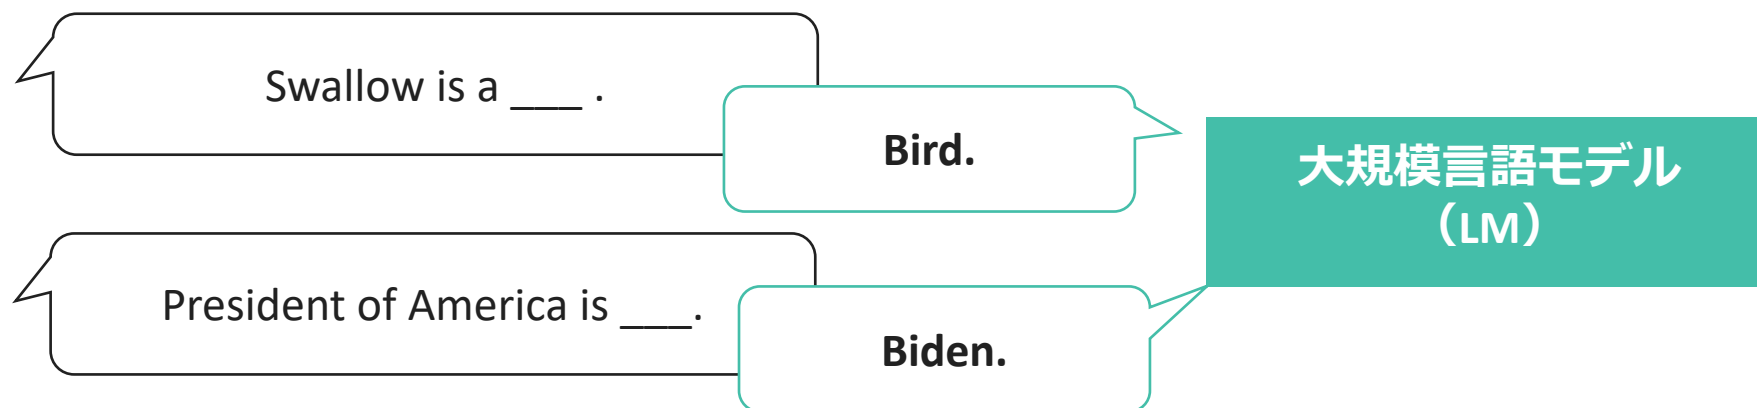 Swallow is a ___ .
Bird.
大規模言語モデル
（LM）
President of America is ___.
Biden.